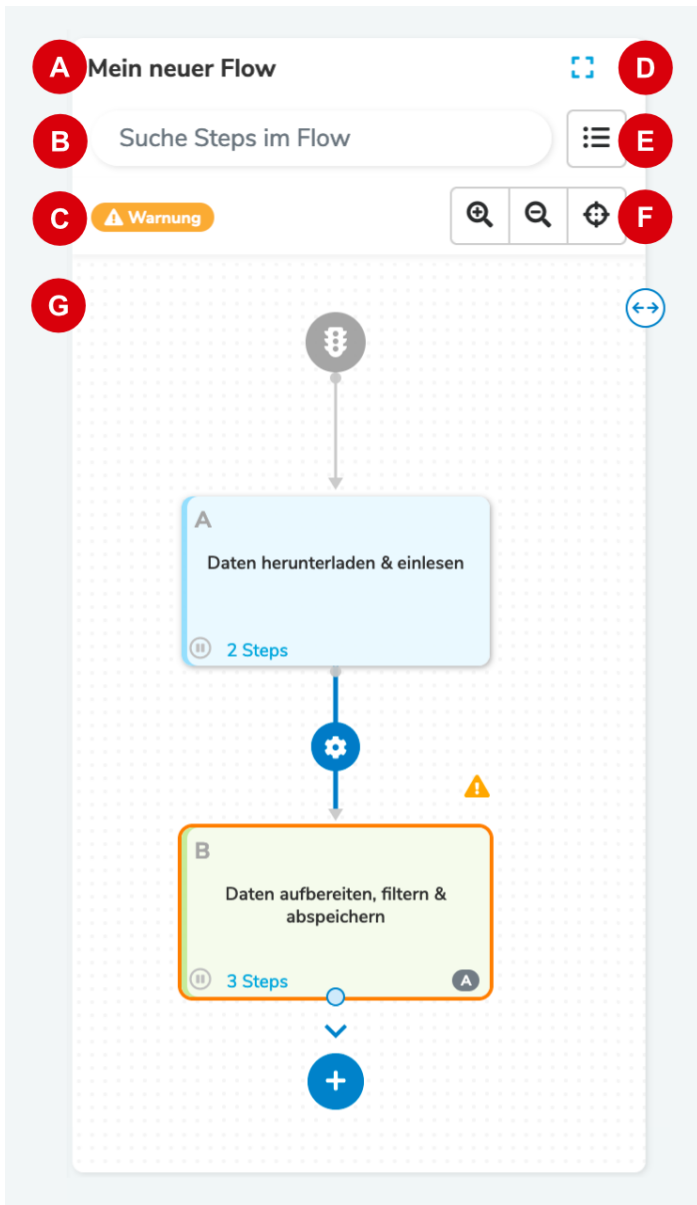 A Mein neuer Flow D
B Suche Steps im Flow E
C Warnung F
G
A
Daten herunterladen & einlesen
2 Steps
B
Daten aufbereiten, filtern &
abspeichern
3 Steps A